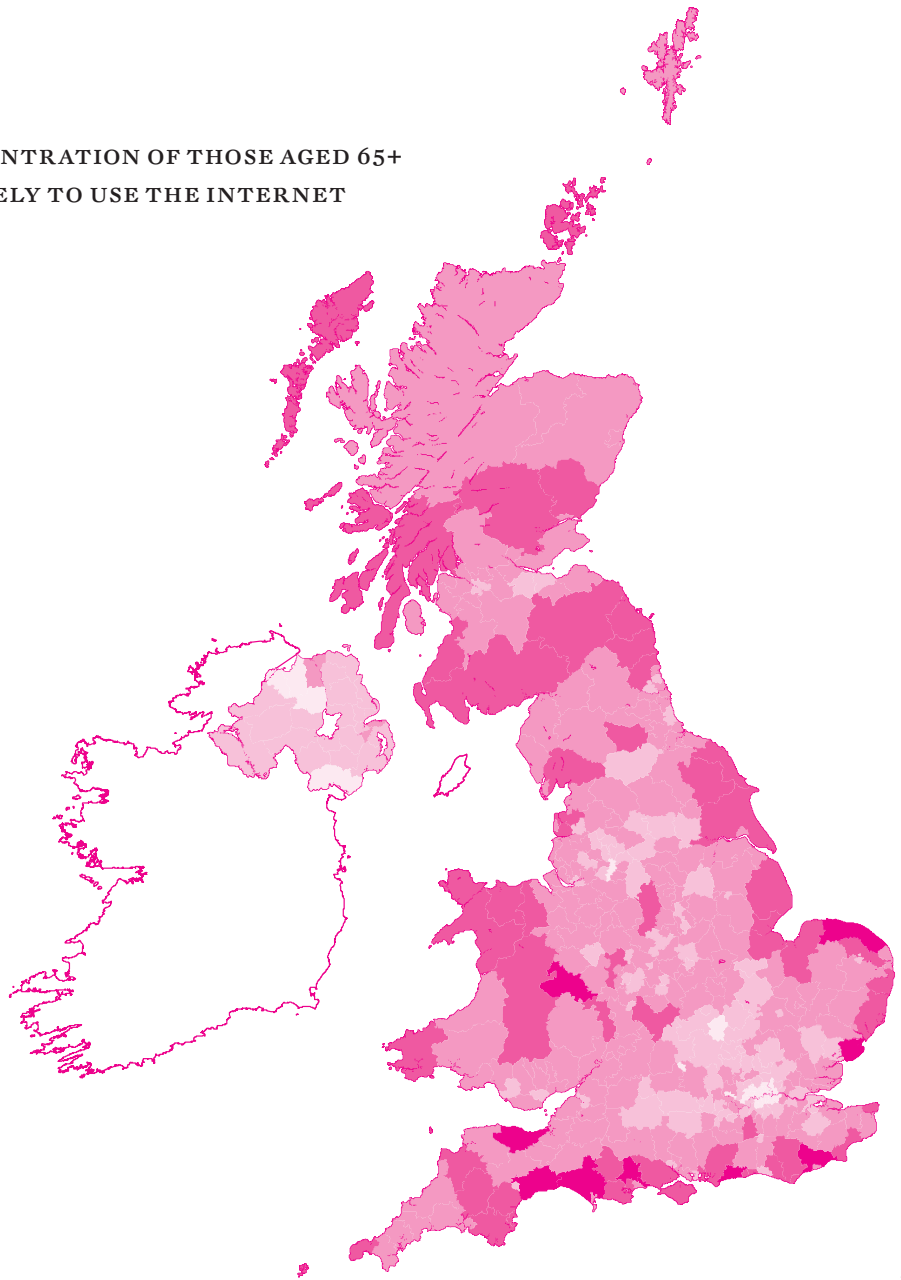 NTRATION OF THOSE AGED 65+
ELY TO USE THE INTERNET